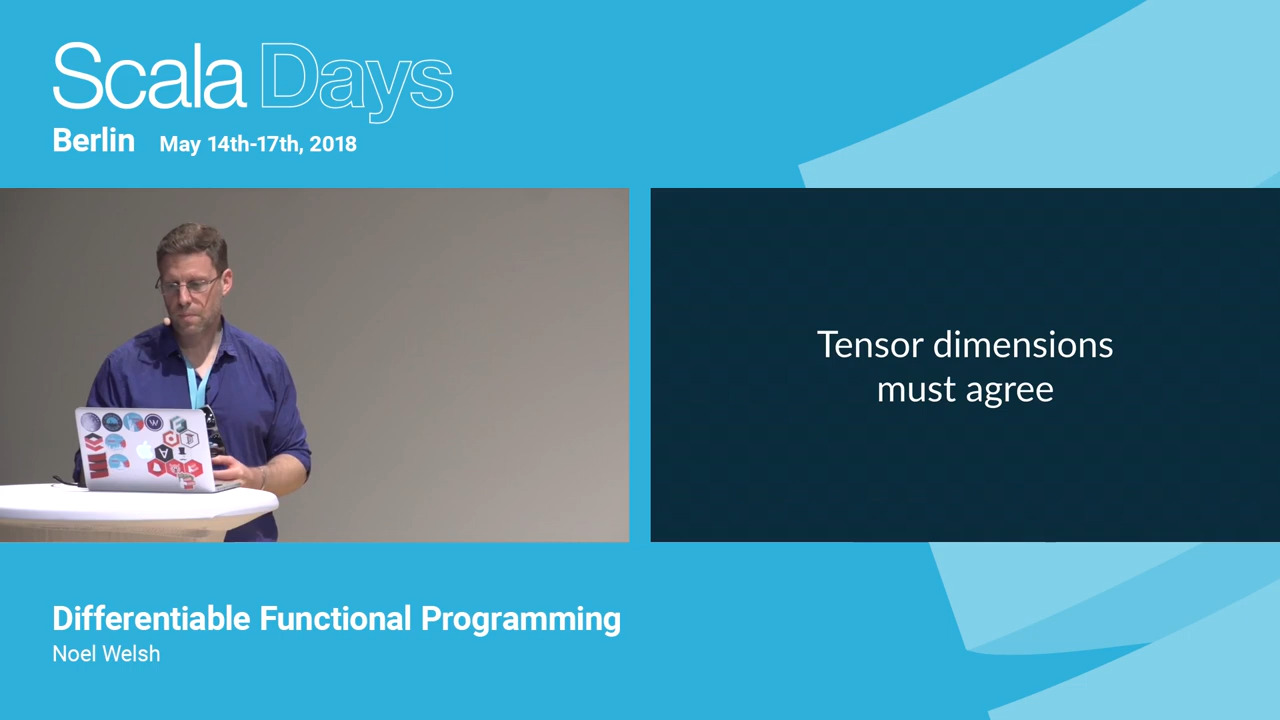 Scala Days
Berlin May 14th-17th, 2018
Tensor dimensions
must agree
W
A
Differentiable Functional Programming
Noel Welsh